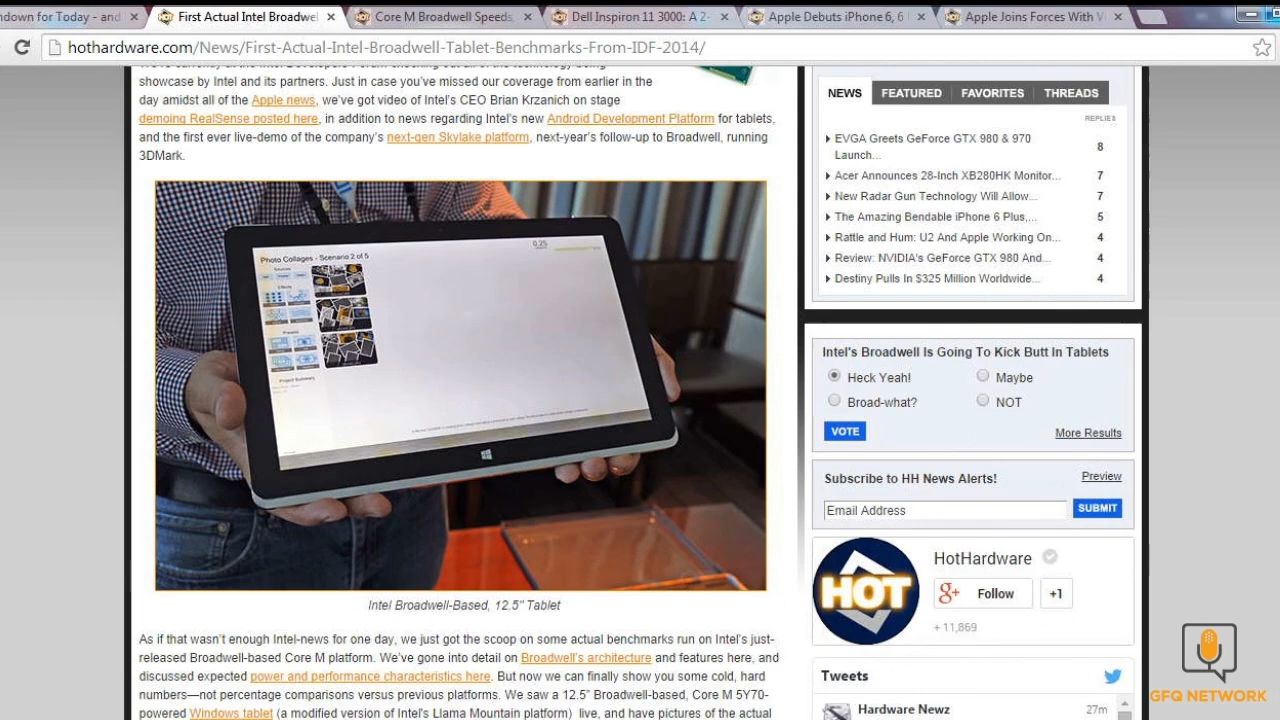 ndown for Today - and
First Actual Intel Broadwel
Core M Broadwell Speeds,
Dell Inspiron 11 3000: A 2-
Apple Debuts iPhone 6, 6
Apple Joins Forces With V
hothardware.com/News/First-Actual-Intel-Broadwell-Tablet-Benchmarks-From-IDF-2014/
showcase by Intel and its partners. Just in case you've missed our coverage from earlier in the
day amidst all of the Apple news, we've got video of Intel's CEO Brian Krzanich on stage
demoing RealSense posted here, in addition to news regarding Intel's new Android Development Platform for tablets,
and the first ever live-demo of the company's next-gen Skylake platform, next-year's follow-up to Broadwell, running
3DMark.
Photo Collages - Scenario 2 of 5
0.25
Sources
Effects
Presets
Project Summary
Intel Broadwell-Based, 12.5" Tablet
As if that wasn't enough Intel-news for one day, we just got the scoop on some actual benchmarks run on Intel's just-
released Broadwell-based Core M platform. We've gone into detail on Broadwell's architecture and features here, and
discussed expected power and performance characteristics here. But now we can finally show you some cold, hard
numbers—not percentage comparisons versus previous platforms. We saw a 12.5" Broadwell-based, Core M 5Y70-
powered Windows tablet (a modified version of Intel's Llama Mountain platform) live, and have pictures of the actual
NEWS FEATURED FAVORITES THREADS
REPLIES
EVGA Greets GeForce GTX 980 & 970
Launch... 8
Acer Announces 28-Inch XB280HK Monitor... 7
New Radar Gun Technology Will Allow... 7
The Amazing Bendable iPhone 6 Plus,... 5
Rattle and Hum: U2 And Apple Working On... 4
Review: NVIDIA's GeForce GTX 980 And... 4
Destiny Pulls In $325 Million Worldwide... 4
Intel's Broadwell Is Going To Kick Butt In Tablets
Heck Yeah! Maybe
Broad-what? NOT
VOTE More Results
Subscribe to HH News Alerts! Preview
Email Address SUBMIT
HOT
HotHardware
g+ Follow +1
+ 11,869
Tweets
Hardware Newz 27m
GFQ NETWORK